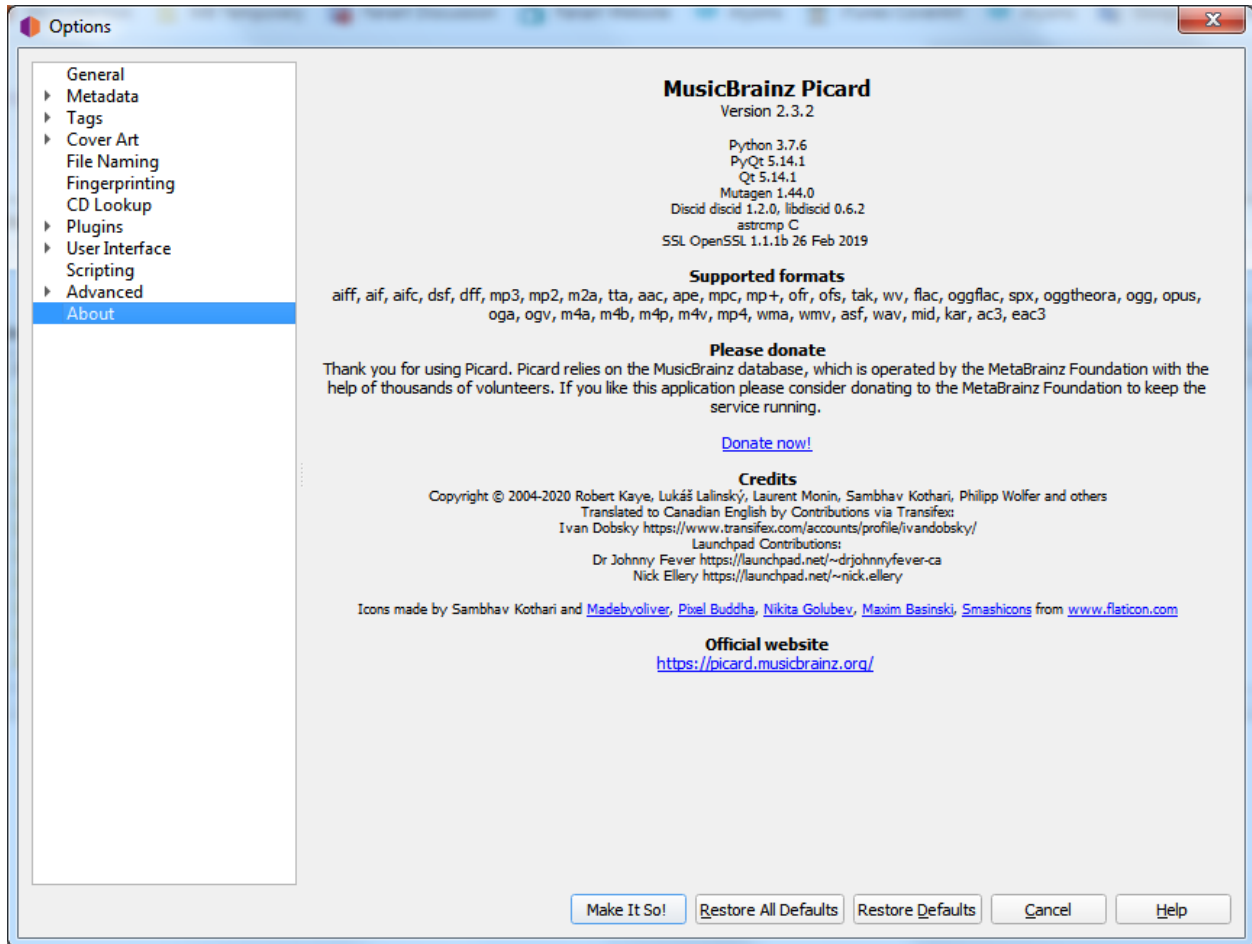 Options
General
Metadata
Tags
Cover Art
File Naming
Fingerprinting
CD Lookup
Plugins
User Interface
Scripting
Advanced
About
MusicBrainz Picard
Version 2.3.2
Python 3.7.6
PyQt 5.14.1
Qt 5.14.1
Mutagen 1.44.0
Discid discid 1.2.0, libdiscid 0.6.2
astrcmp C
SSL OpenSSL 1.1.1b 26 Feb 2019
Supported formats
aiff, aif, aifc, dsf, dff, mp3, mp2, m2a, tta, aac, ape, mpc, mp+, ofr, ofs, tak, wv, flac, oggflac, spx, oggtheora, ogg, opus,
oga, ogv, m4a, m4b, m4p, m4v, mp4, wma, wmv, asf, wav, mid, kar, ac3, eac3
Please donate
Thank you for using Picard. Picard relies on the MusicBrainz database, which is operated by the MetaBrainz Foundation with the
help of thousands of volunteers. If you like this application please consider donating to the MetaBrainz Foundation to keep the
service running.
Donate now!
Credits
Copyright © 2004-2020 Robert Kaye, Lukáš Lalinský, Laurent Monin, Sambhav Kothari, Philipp Wolfer and others
Translated to Canadian English by Contributions via Transifex:
Ivan Dobsky https://www.transifex.com/accounts/profile/ivandobsky/
Launchpad Contributions:
Dr Johnny Fever https://launchpad.net/~drjohnnyfever-ca
Nick Ellery https://launchpad.net/~nick.ellery
Icons made by Sambhav Kothari and Madebyoliver, Pixel Buddha, Nikita Golubev, Maxim Basinski, Smashicons from www.flaticon.com
Official website
https://picard.musicbrainz.org/
Make It So! Restore All Defaults Restore Defaults Cancel Help